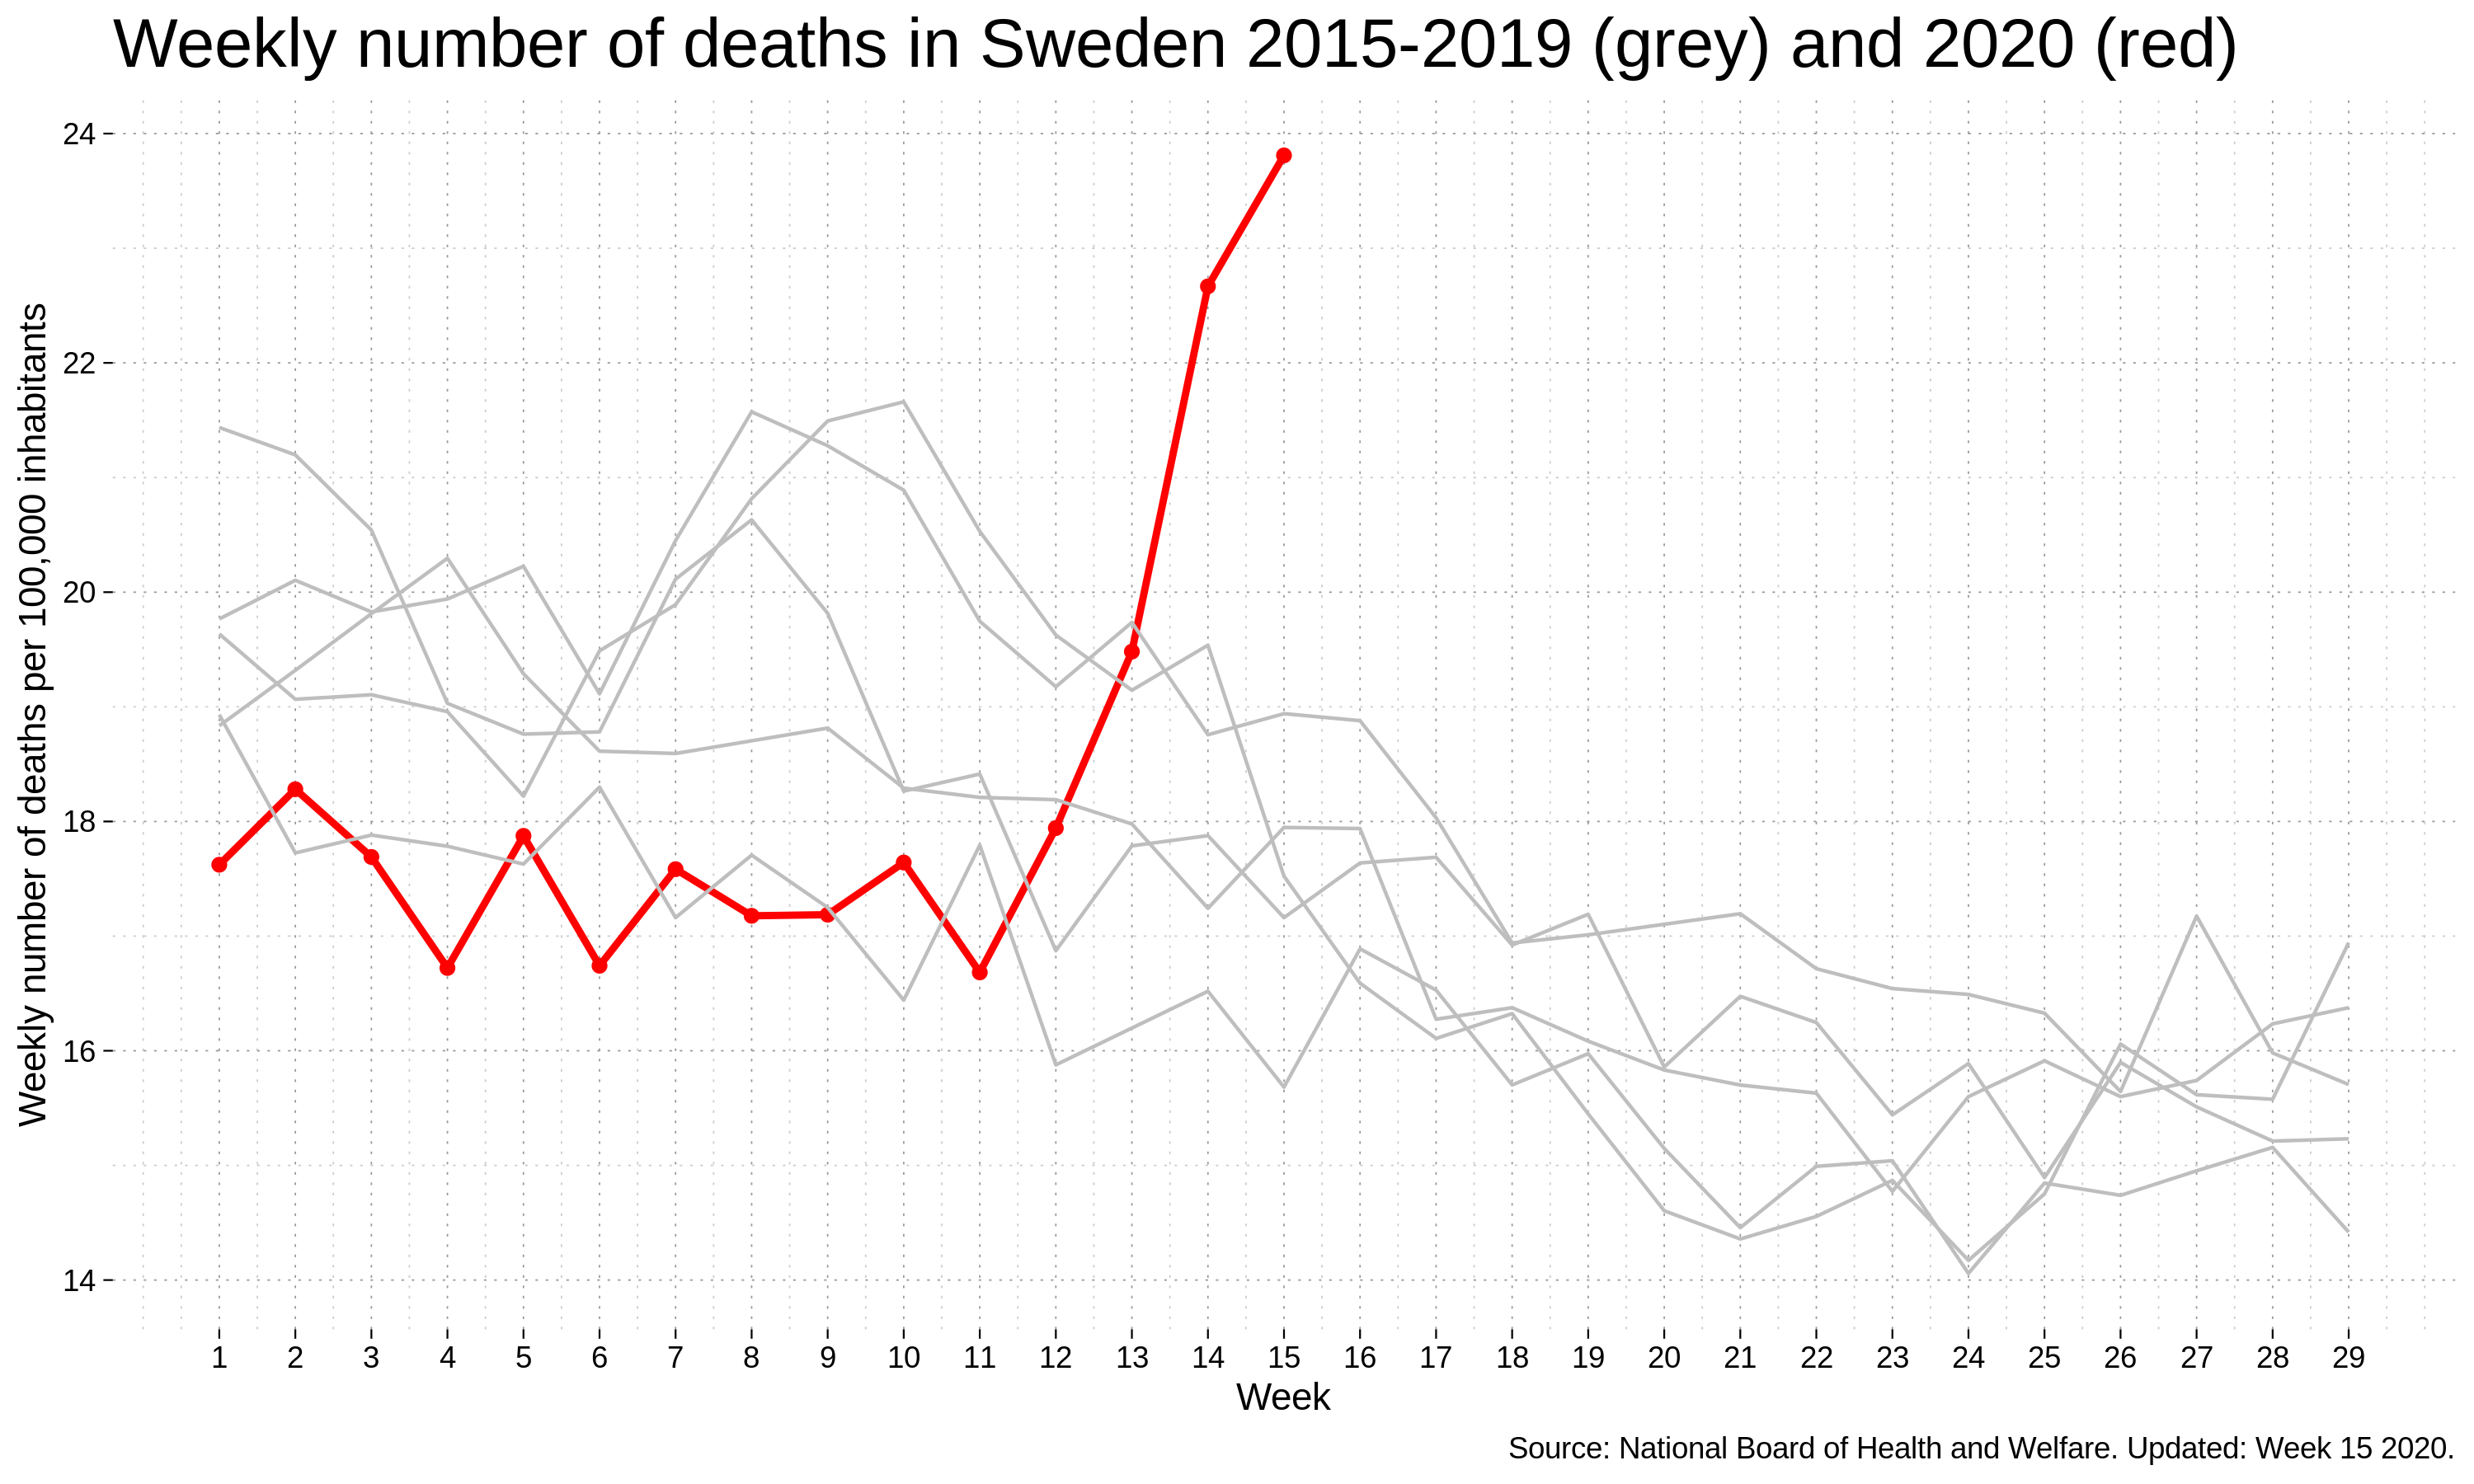 Weekly number of deaths in Sweden 2015-2019 (grey) and 2020 (red)
Weekly number of deaths per 100,000 inhabitants
24
22
20
18
16
14
1 2 3 4 5 6 7 8 9 10 11 12 13 14 15 16 17 18 19 20 21 22 23 24 25 26 27 28 29
Week
Source: National Board of Health and Welfare. Updated: Week 15 2020.